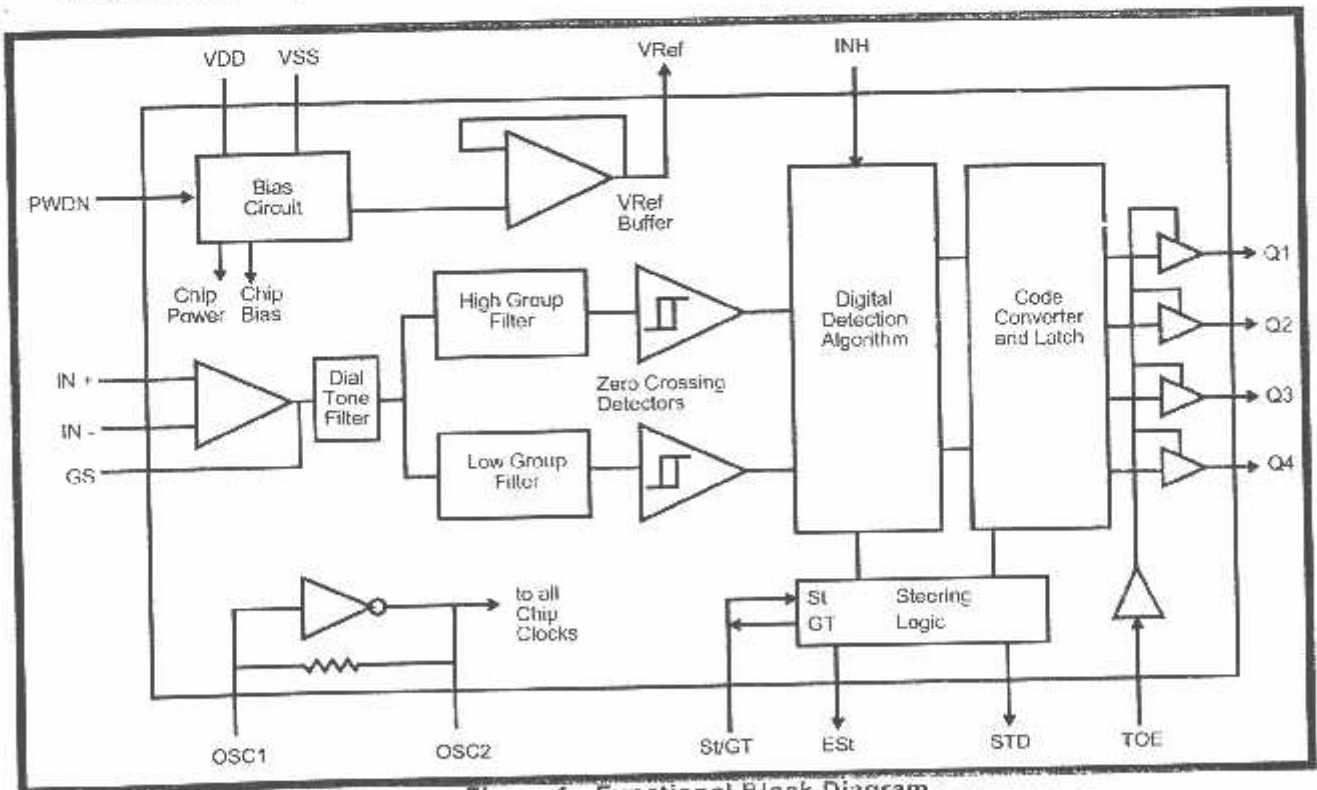 VDD
VSS
VRef
INH
PWDN
Bias
Circuit
VRef
Buffer
Chip
Power
Chip
Bias
High Group
Filter
Digital
Detection
Algorithm
Code
Converter
and Latch
Q1
Q2
Q3
Q4
IN +
IN -
GS
Dial
Tone
Filter
Zero Crossing
Detectors
Low Group
Filter
to all
Chip
Clocks
St
GT
Steering
Logic
OSC1
OSC2
St/GT
ESt
STD
TOE
Functional Block Diagram